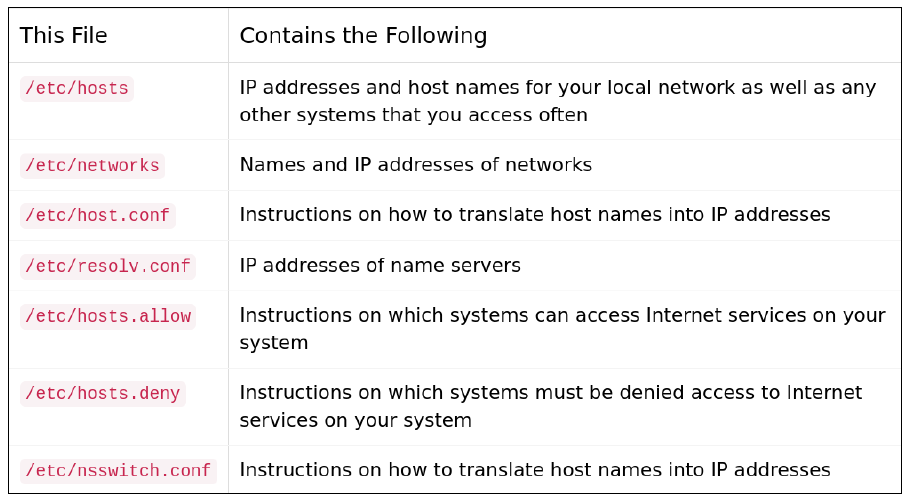 This File Contains the Following
/etc/hosts IP addresses and host names for your local network as well as any
other systems that you access often
/etc/networks Names and IP addresses of networks
/etc/host.conf Instructions on how to translate host names into IP addresses
/etc/resolv.conf IP addresses of name servers
/etc/hosts.allow Instructions on which systems can access Internet services on your
system
/etc/hosts.deny Instructions on which systems must be denied access to Internet
services on your system
/etc/nsswitch.conf Instructions on how to translate host names into IP addresses